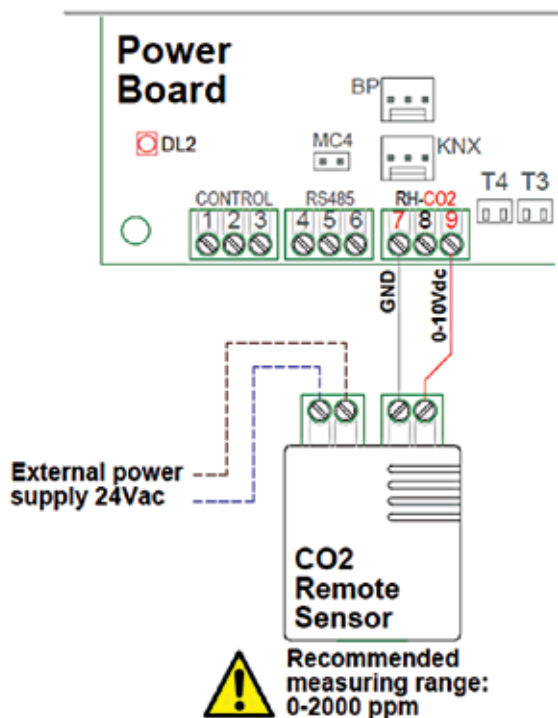 Power
Board
BP
DL2
MC4
KNX
T4 T3
CONTROL RS485 RH-CO2
1 2 3 4 5 6 7 8 9
GND
0-10Vdc
External power
supply 24Vac
CO2
Remote
Sensor
Recommended
measuring range:
0-2000 ppm